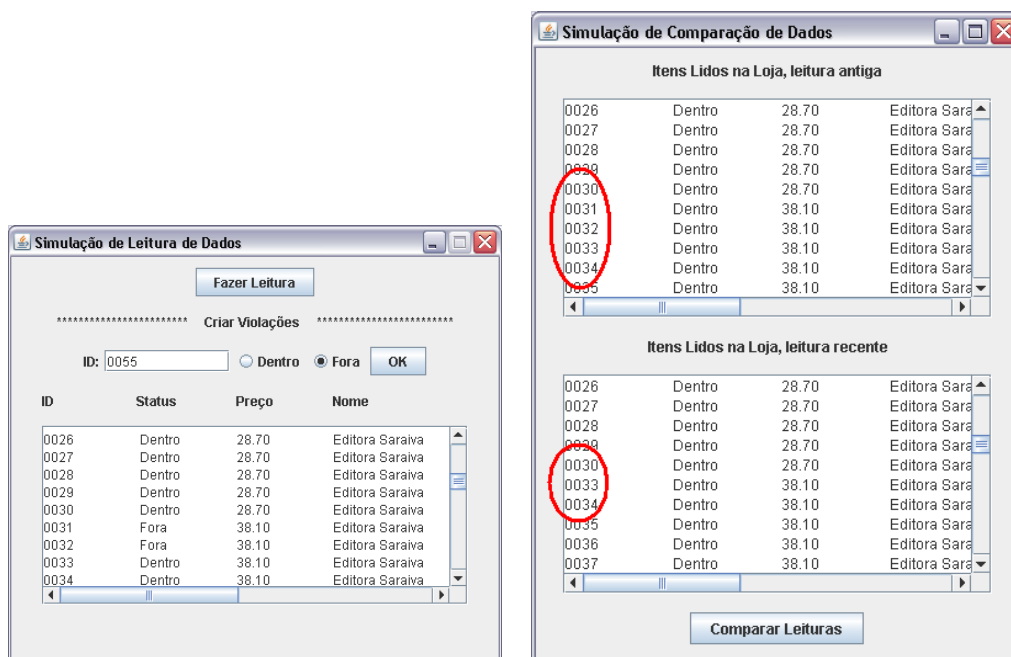 Simulação de Leitura de Dados
Fazer Leitura
*********************** Criar Violações ************************
ID: 0055 Dentro Fora OK
ID Status Preço Nome
0026 Dentro 28.70 Editora Saraiva
0027 Dentro 28.70 Editora Saraiva
0028 Dentro 28.70 Editora Saraiva
0029 Dentro 28.70 Editora Saraiva
0030 Dentro 28.70 Editora Saraiva
0031 Fora 38.10 Editora Saraiva
0032 Fora 38.10 Editora Saraiva
0033 Dentro 38.10 Editora Saraiva
0034 Dentro 38.10 Editora Saraiva
Simulação de Comparação de Dados
Itens Lidos na Loja, leitura antiga
0026 Dentro 28.70 Editora Sara
0027 Dentro 28.70 Editora Sara
0028 Dentro 28.70 Editora Sara
0029 Dentro 28.70 Editora Sara
0030 Dentro 28.70 Editora Sara
0031 Dentro 38.10 Editora Sara
0032 Dentro 38.10 Editora Sara
0033 Dentro 38.10 Editora Sara
0034 Dentro 38.10 Editora Sara
0035 Dentro 38.10 Editora Sara
Itens Lidos na Loja, leitura recente
0026 Dentro 28.70 Editora Sara
0027 Dentro 28.70 Editora Sara
0028 Dentro 28.70 Editora Sara
0029 Dentro 28.70 Editora Sara
0030 Dentro 28.70 Editora Sara
0033 Dentro 38.10 Editora Sara
0034 Dentro 38.10 Editora Sara
0035 Dentro 38.10 Editora Sara
0036 Dentro 38.10 Editora Sara
0037 Dentro 38.10 Editora Sara
Comparar Leituras